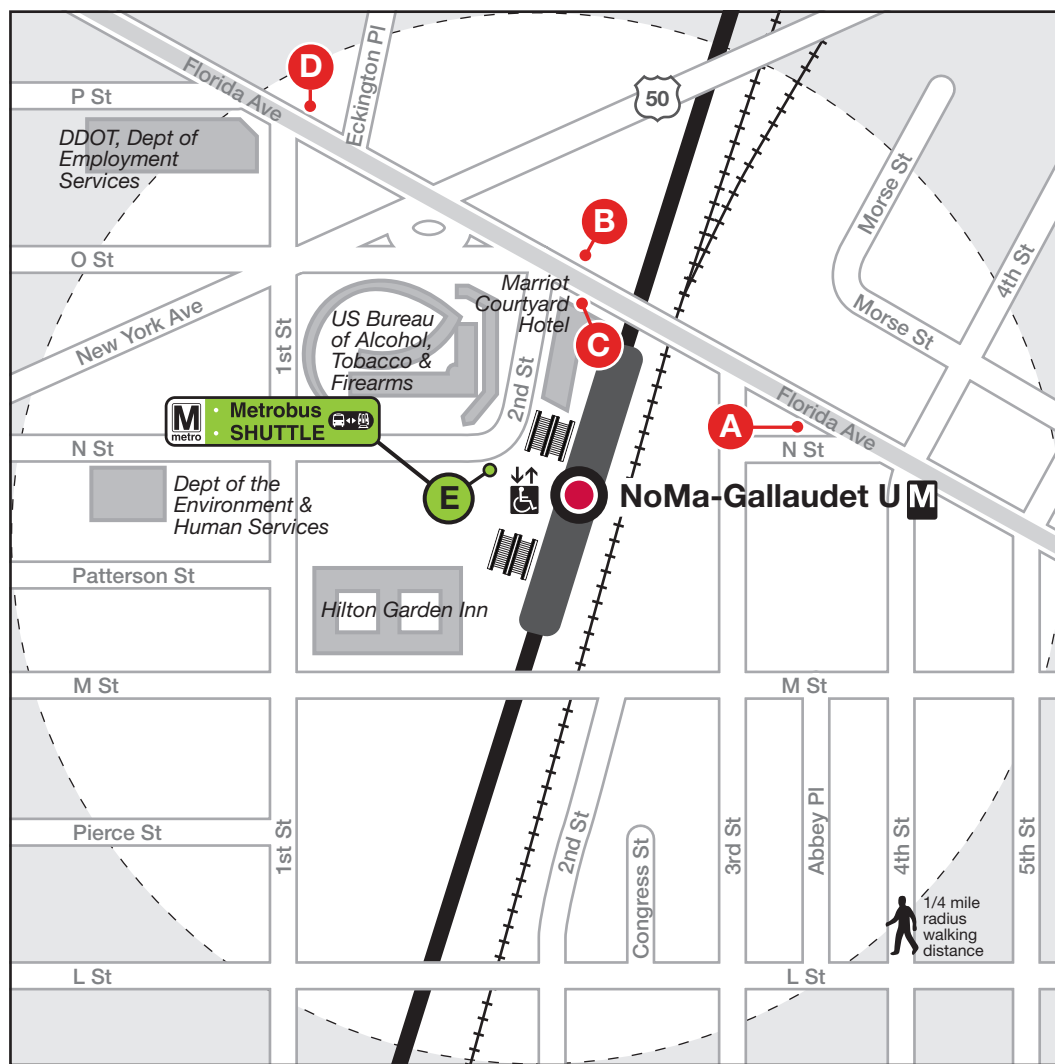 D
Eckington Pl
Florida Ave
50
P St
DDOT, Dept of
Employment
Services
Morse St
B
O St
4th St
Marriot
Courtyard
Hotel
New York Ave
1st St
US Bureau
of Alcohol,
Tobacco &
Firearms
Morse St
C
2nd St
M
metro
· Metrobus
· SHUTTLE
A
Florida Ave
N St
N St
Dept of the
Environment &
Human Services
E
NoMa-Gallaudet U M
Patterson St
Hilton Garden Inn
M St
M St
Pierce St
1st St
2nd St
Congress St
3rd St
Abbey Pl
4th St
5th St
1/4 mile
radius
walking
distance
L St
L St